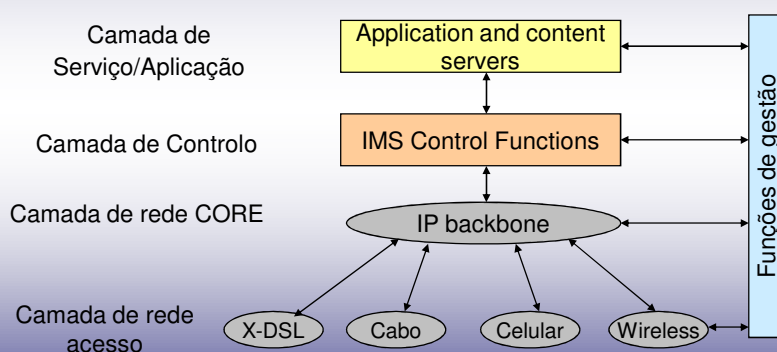 Camada de
Serviço/Aplicação
Application and content
servers
Camada de Controlo
IMS Control Functions
Camada de rede CORE
IP backbone
Camada de rede
acesso
X-DSL
Cabo
Celular
Wireless
Funções de gestão